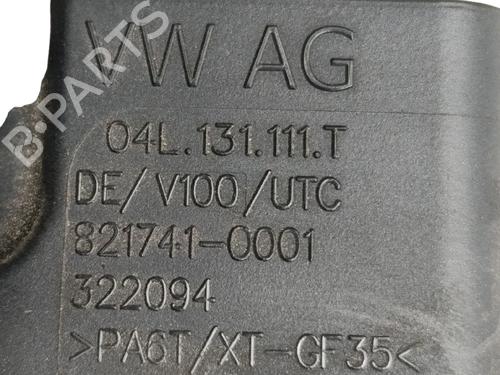 VW AG
04L.131.111.T
DE/V100/UTC
821741-0001
322094
>PA6T/XT-GF35<
B-PARTS